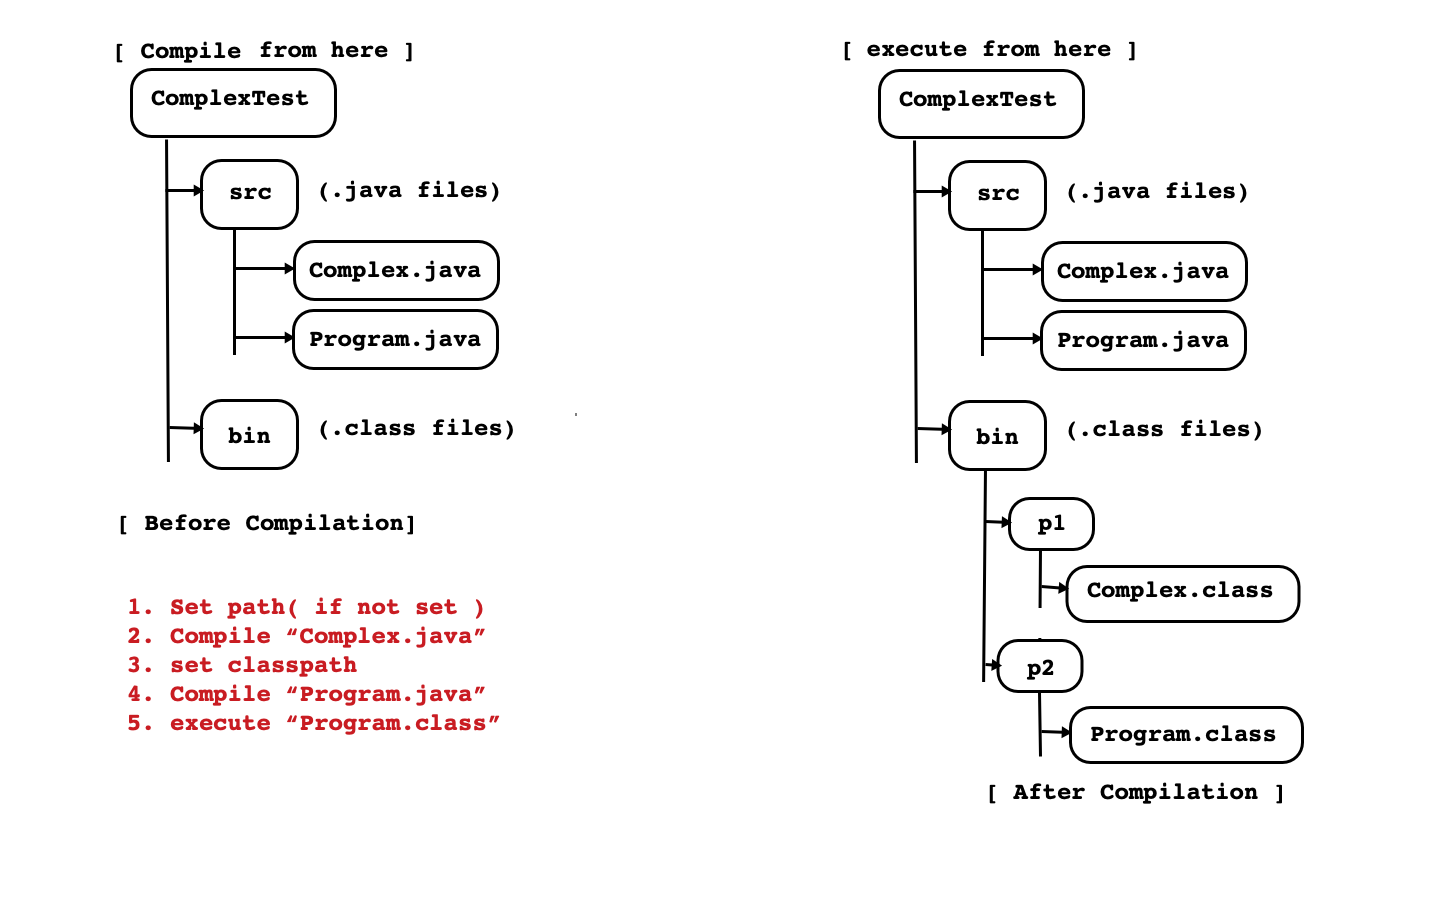 [ Compile from here ]
ComplexTest
src (.java files)
Complex.java
Program.java
bin (.class files)
[ Before Compilation]
1. Set path( if not set )
2. Compile “Complex.java”
3. set classpath
4. Compile “Program.java”
5. execute “Program.class”
[ execute from here ]
ComplexTest
src (.java files)
Complex.java
Program.java
bin (.class files)
p1
Complex.class
p2
Program.class
[ After Compilation ]